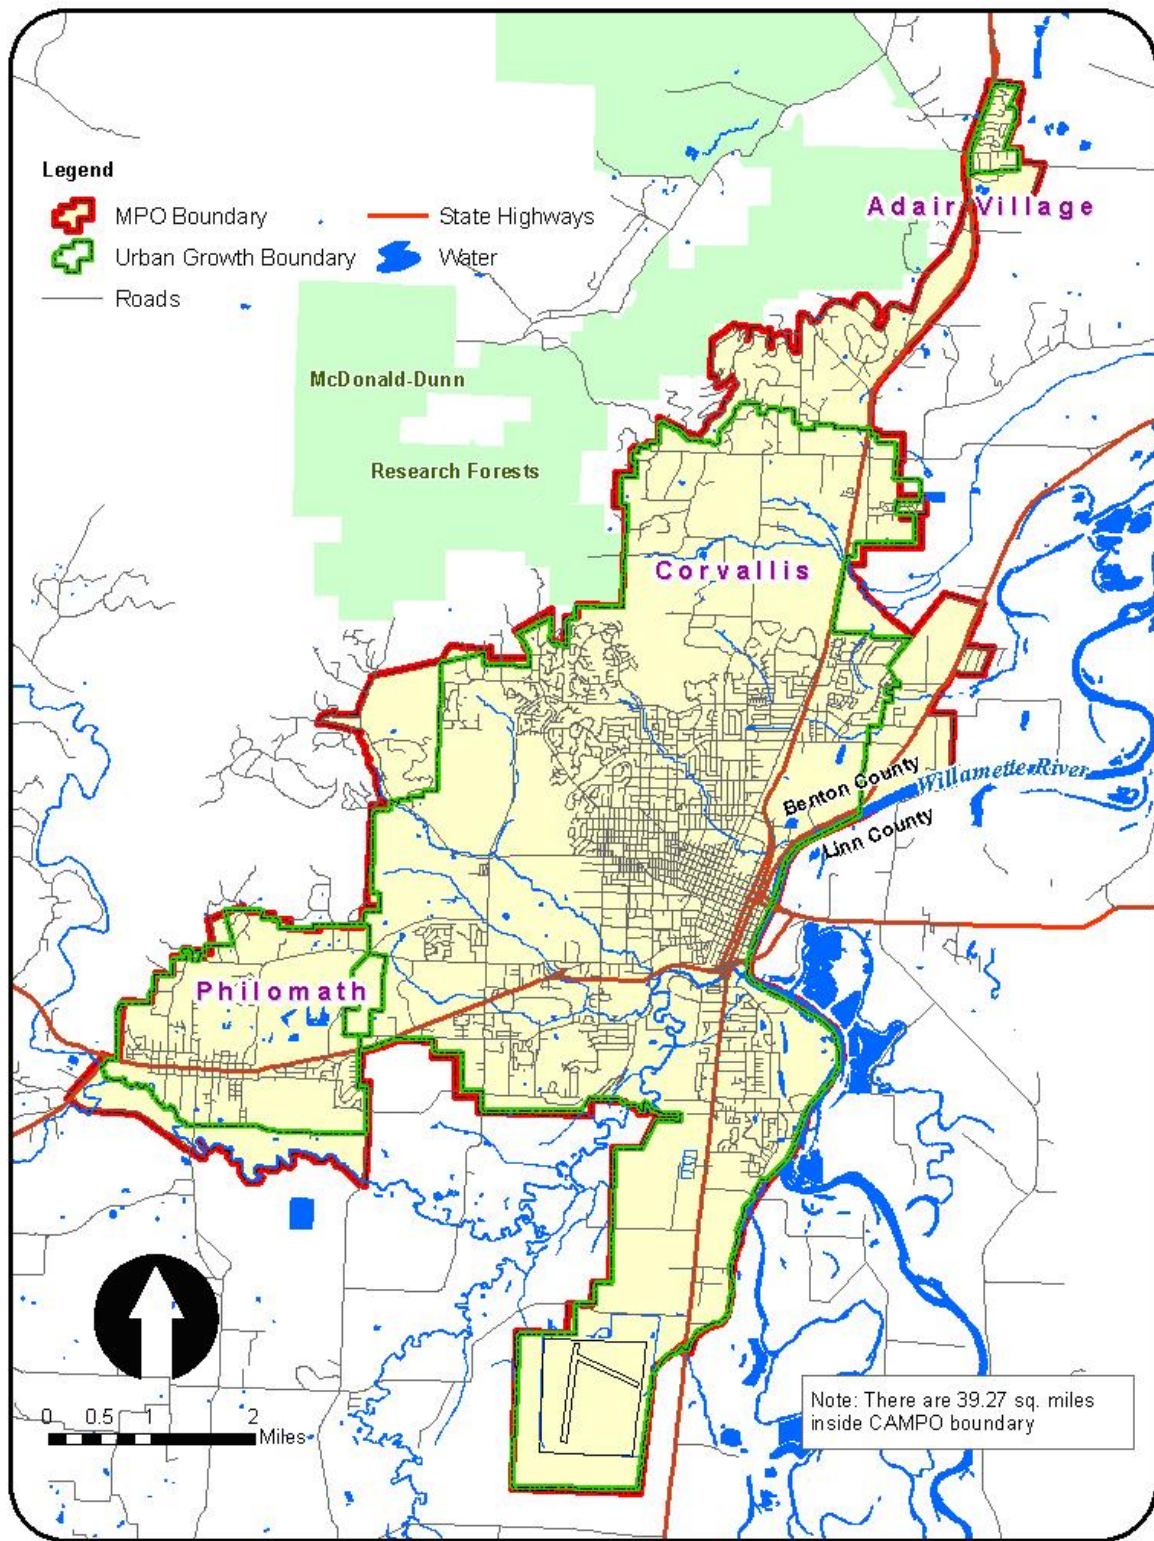 Legend
MPO Boundary
State Highways
Urban Growth Boundary
Water
Roads
Adair Village
McDonald-Dunn
Research Forests
Corvallis
Benton County
Willamette River
Linn County
Philomath
0 0.5 1 2
Miles
Note: There are 39.27 sq. miles
inside CAMPO boundary